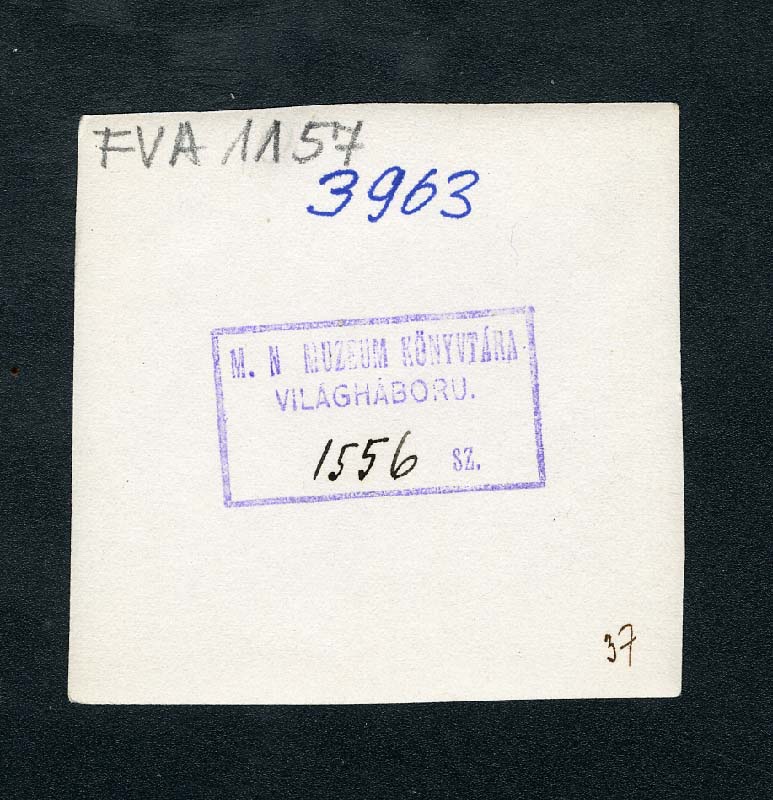 FVA 1157
3963
M. N MUZEUM KÖNYVTÁRA
VILÁGHÁBORU.
1556 SZ.
37